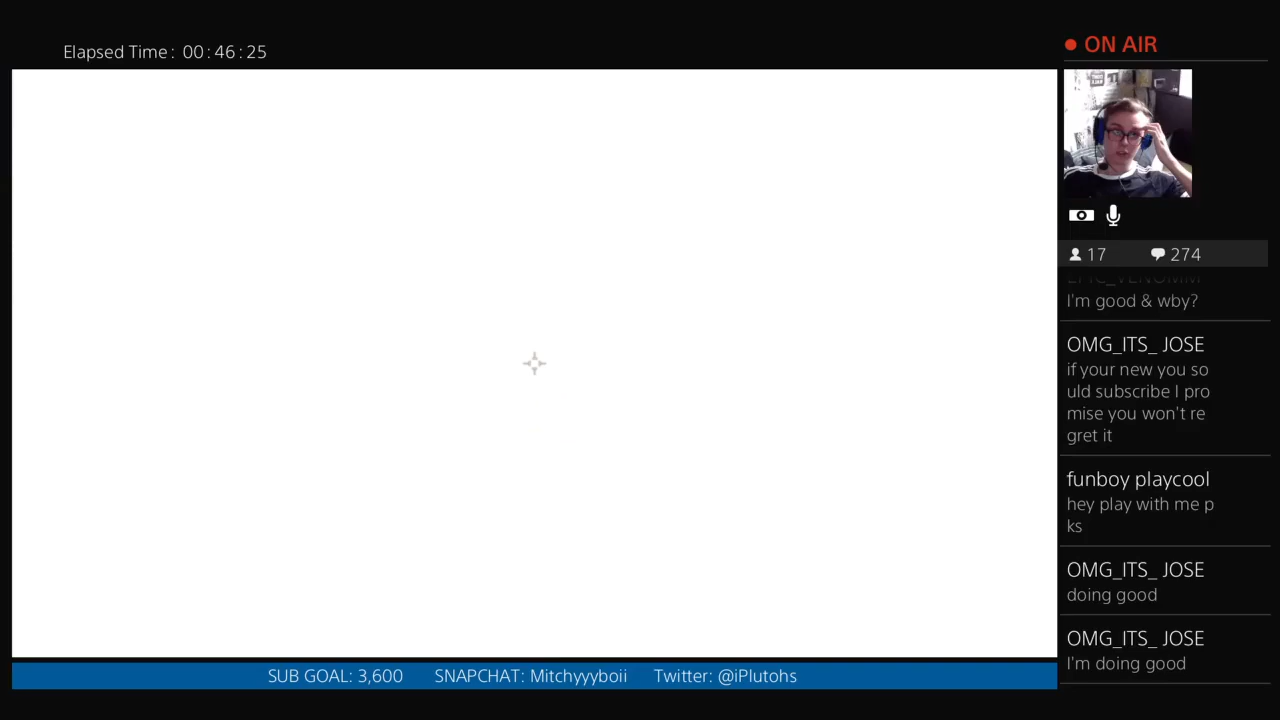 Elapsed Time: 00:46:25
ON AIR
17 274
I'm good & wby?
OMG_ITS_ JOSE
if your new you so
uld subscribe I pro
mise you won't re
gret it
funboy playcool
hey play with me p
ks
OMG_ITS_ JOSE
doing good
OMG_ITS_ JOSE
I'm doing good
SUB GOAL: 3,600 SNAPCHAT: Mitchyyyboii Twitter: @iPlutohs